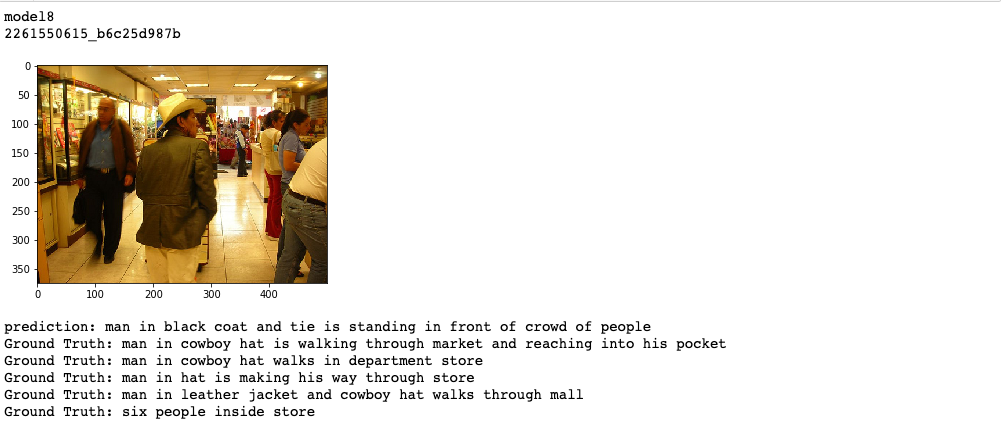 model8
2261550615_b6c25d987b
0
50
100
150
200
250
300
350
0 100 200 300 400
prediction: man in black coat and tie is standing in front of crowd of people
Ground Truth: man in cowboy hat is walking through market and reaching into his pocket
Ground Truth: man in cowboy hat walks in department store
Ground Truth: man in hat is making his way through store
Ground Truth: man in leather jacket and cowboy hat walks through mall
Ground Truth: six people inside store